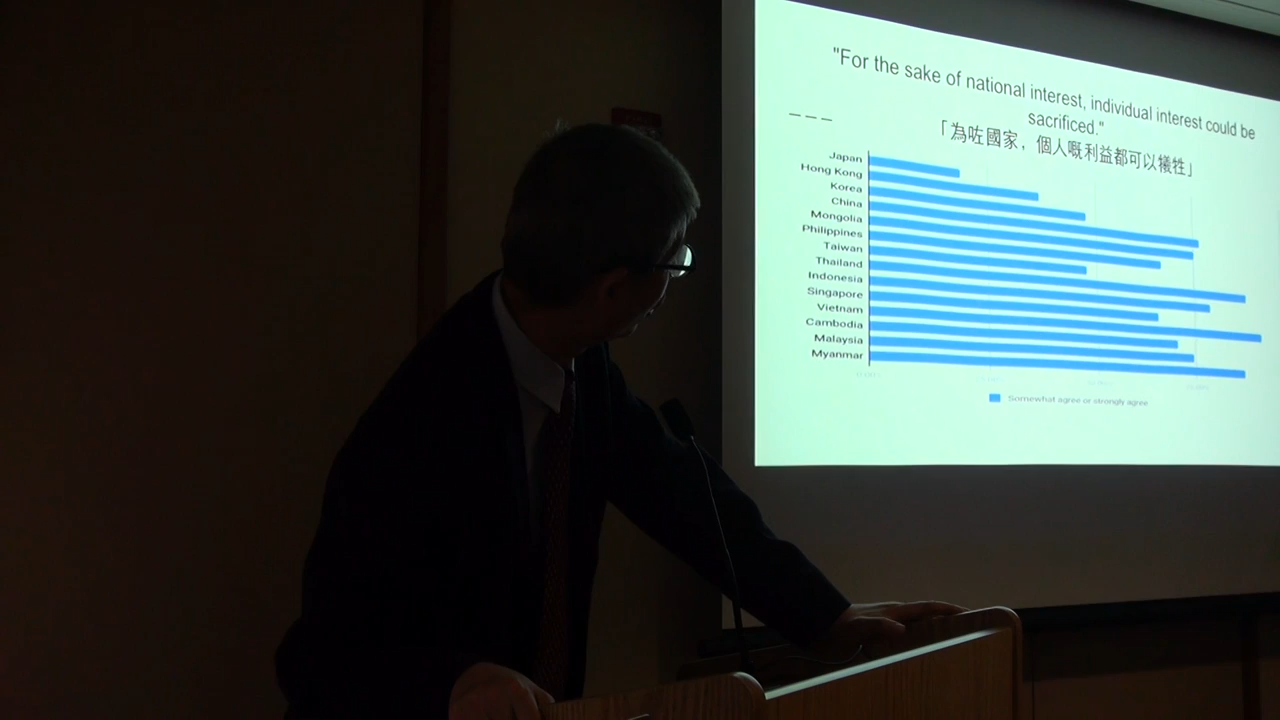 "For the sake of national interest, individual interest could be
sacrificed."
「為咗國家，個人嘅利益都可以犧牲」
Japan
Hong Kong
Korea
China
Mongolia
Philippines
Taiwan
Thailand
Indonesia
Singapore
Vietnam
Cambodia
Malaysia
Myanmar
Somewhat agree or strongly agree